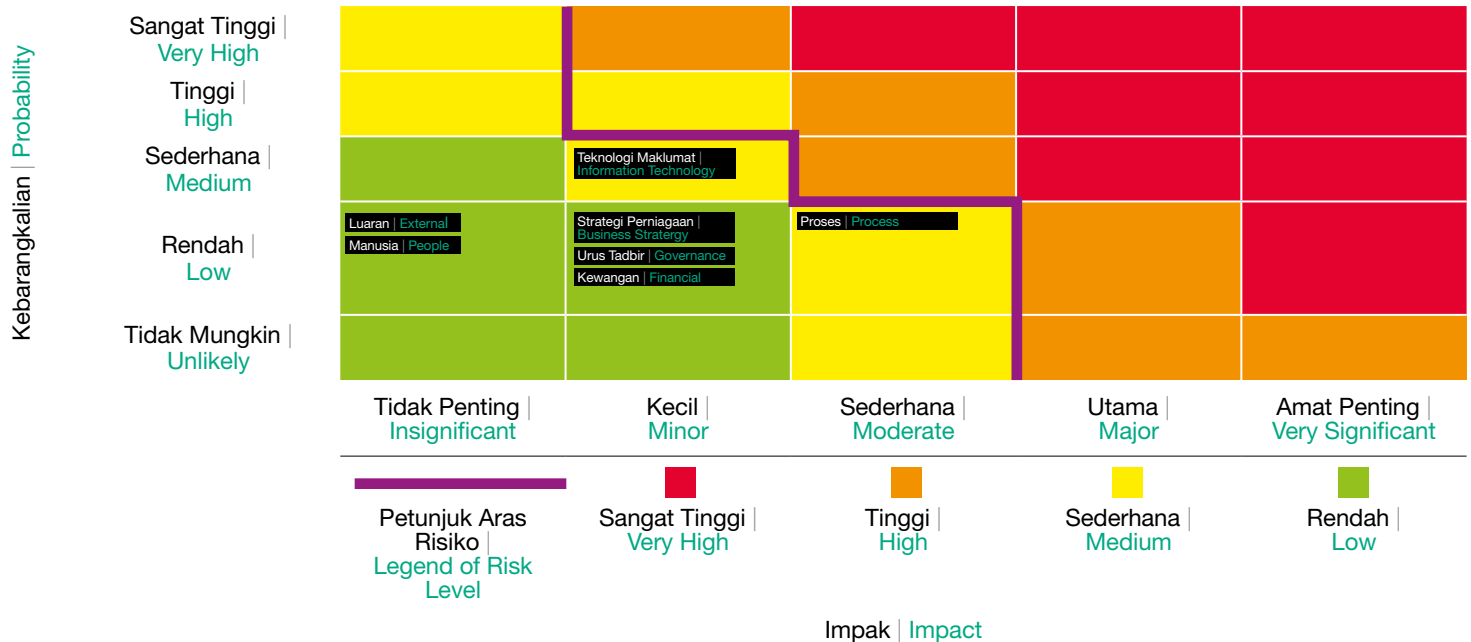 Kebarangkalian | Probability
Sangat Tinggi |
Very High
Tinggi |
High
Sederhana |
Medium
Teknologi Maklumat |
Information Technology
Rendah |
Low
Luaran | External
Manusia | People
Strategi Perniagaan |
Business Stratergy
Urus Tadbir | Governance
Kewangan | Financial
Proses | Process
Tidak Mungkin |
Unlikely
Tidak Penting |
Insignificant
Kecil |
Minor
Sederhana |
Moderate
Utama |
Major
Amat Penting |
Very Significant
Petunjuk Aras
Risiko |
Legend of Risk
Level
Sangat Tinggi |
Very High
Tinggi |
High
Sederhana |
Medium
Rendah |
Low
Impak | Impact